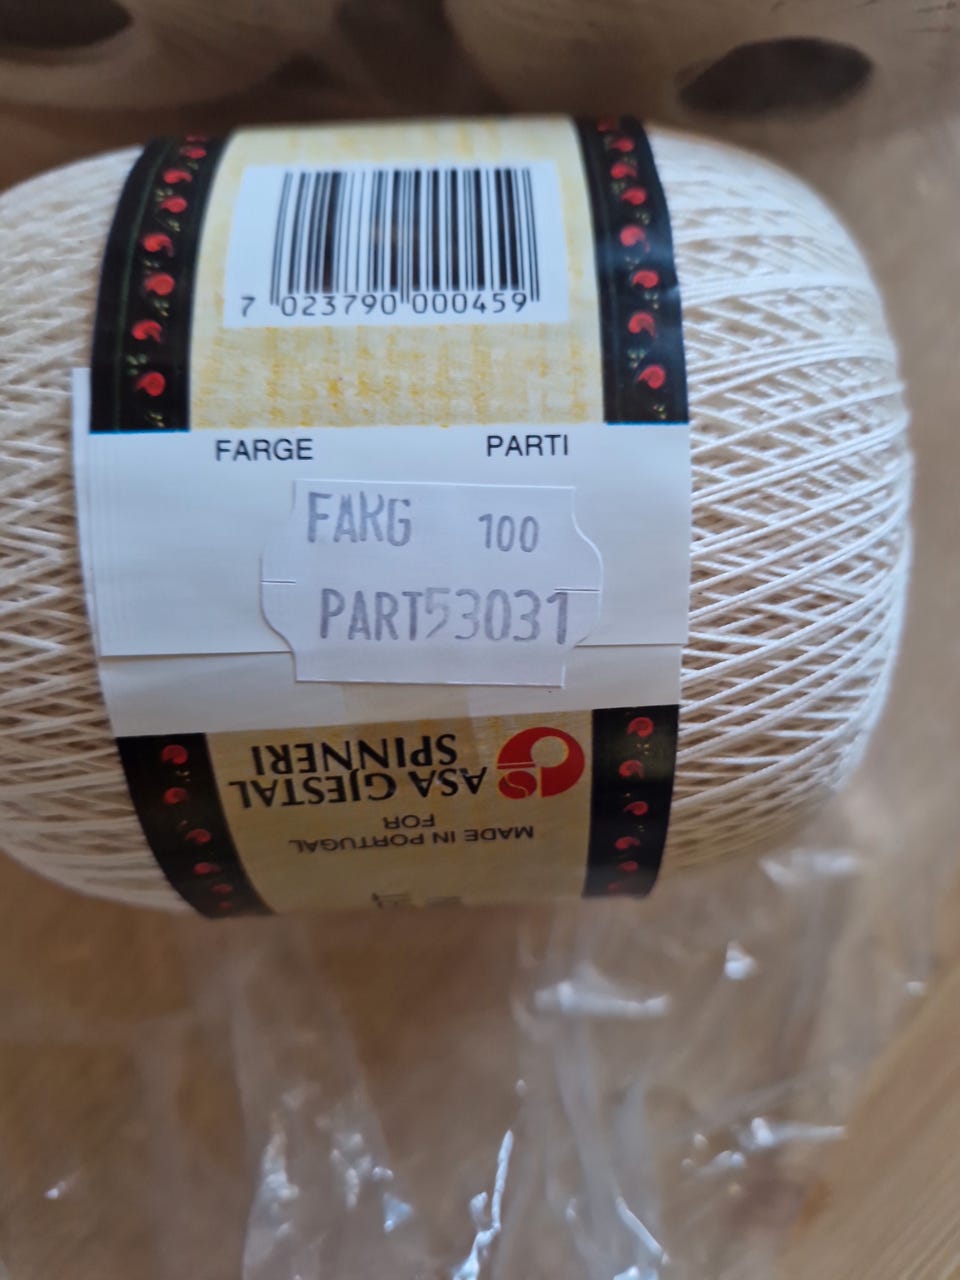 7 023790 000459
FARGE PARTI
FARG 100
PART53031
ASA GJESTAL
SPINNERI
MADE IN PORTUGAL
FOR